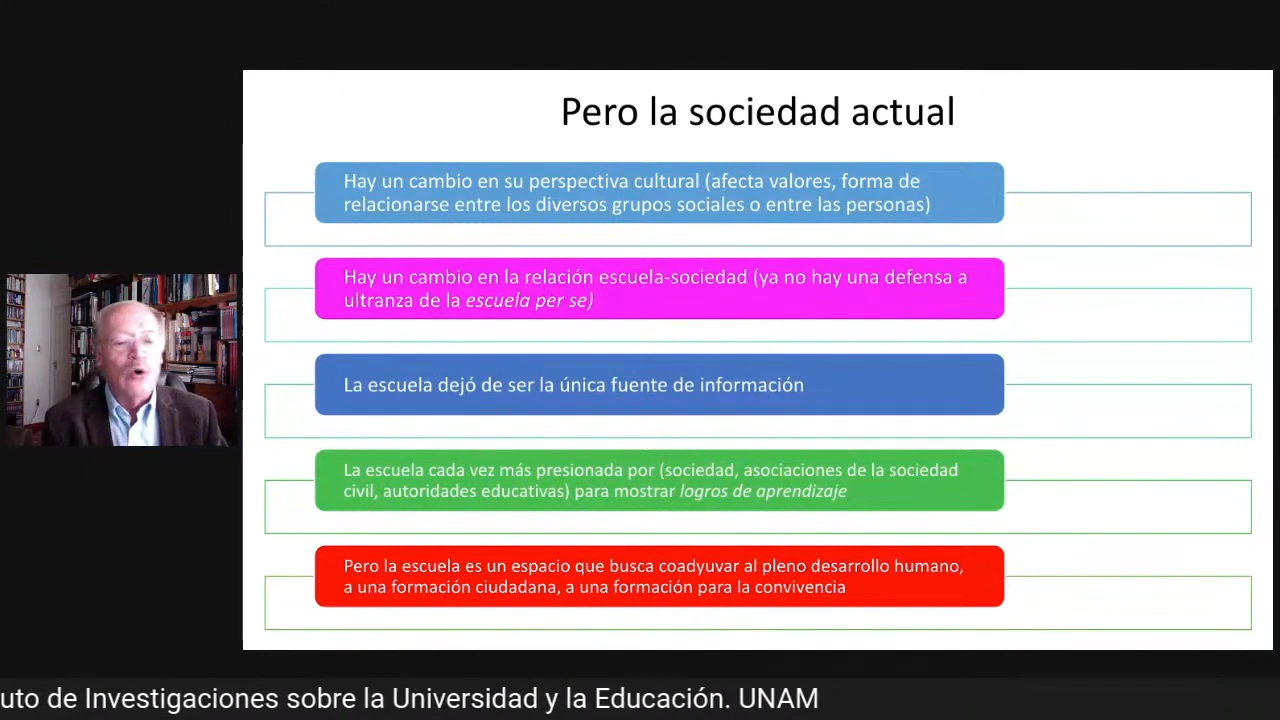 Pero la sociedad actual
Hay un cambio en su perspectiva cultural (afecta valores, forma de
relacionarse entre los diversos grupos sociales o entre las personas)
Hay un cambio en la relación escuela-sociedad (ya no hay una defensa a
ultranza de la escuela per se)
La escuela dejó de ser la única fuente de información
La escuela cada vez más presionada por (sociedad, asociaciones de la sociedad
civil, autoridades educativas) para mostrar logros de aprendizaje
Pero la escuela es un espacio que busca coadyuvar al pleno desarrollo humano,
a una formación ciudadana, a una formación para la convivencia
uto de Investigaciones sobre la Universidad y la Educación. UNAM